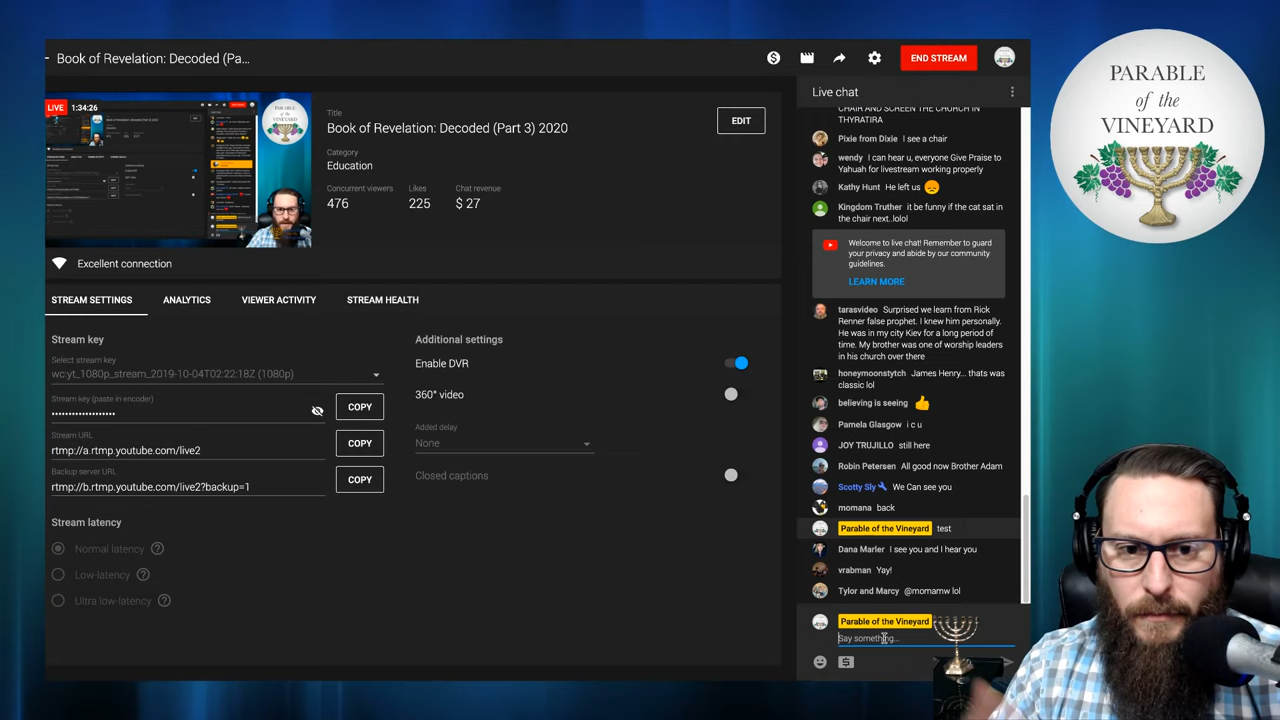 Book of Revelation: Decoded (Pa...
END STREAM
LIVE
1:34:26
Title
Book of Revelation: Decoded (Part 3) 2020
EDIT
Category
Education
Concurrent viewers
Likes
Chat revenue
476
225
$ 27
Excellent connection
STREAM SETTINGS
ANALYTICS
VIEWER ACTIVITY
STREAM HEALTH
Stream key
Select stream key
wc:yt_1080p_stream_2019-10-04T02:22:18Z (1080p)
Stream key (paste in encoder)
COPY
Stream URL
rtmp://a.rtmp.youtube.com/live2
COPY
Backup server URL
rtmp://b.rtmp.youtube.com/live2?backup=1
COPY
Stream latency
Normal latency
Low-latency
Ultra low-latency
Additional settings
Enable DVR
360° video
Added delay
None
Closed captions
Live chat
CHAIR AND SCREEN THE CHURCH IN
THYRATIRA
Pixie from Dixie I see a chair
wendy I can hear u, everyone Give Praise to
Yahuah for livestream working properly
Kathy Hunt He left us
Kingdom Truther it be funny if the cat sat in
the chair next..lolol
Welcome to live chat! Remember to guard
your privacy and abide by our community
guidelines.
LEARN MORE
tarasvideo Surprised we learn from Rick
Renner false prophet. I knew him personally.
He was in my city Kiev for a long period of
time. My brother was one of worship leaders
in his church over there
honeymoonstytch James Henry... thats was
classic lol
believing is seeing
Pamela Glasgow i c u
JOY TRUJILLO still here
Robin Petersen All good now Brother Adam
Scotty Sly We Can see you
momana back
Parable of the Vineyard test
Dana Marler I see you and I hear you
vrabman Yay!
Tylor and Marcy @momamw lol
Parable of the Vineyard
Say something...
PARABLE
of the
VINEYARD